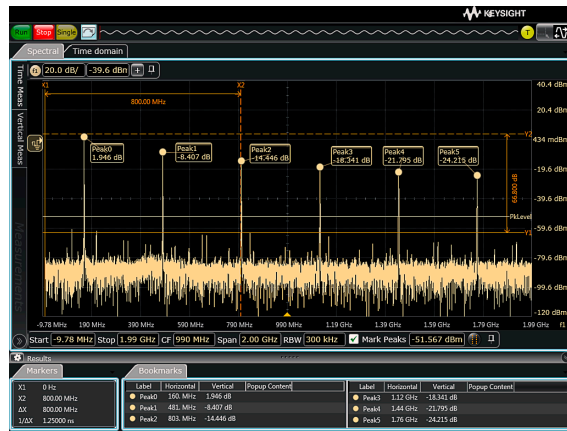 KEYSIGHT
Run Stop Single T
Spectral Time domain
Time Meas Vertical Meas
Measurements
f1 20.0 dB/ -39.6 dBm
X1 X2 40.4 dBm
800.00 MHz
20.4 dBm
Y2 434 mdBm
Peak0
1.946 dB
Peak1
-8.407 dB
Peak2
-14.446 dB
Peak3
-18.341 dB
Peak4
-21.795 dB
Peak5
-24.215 dB
-19.6 dBm
66.800 dB
-39.6 dBm
PkLevel
Y1 -59.6 dBm
-79.6 dBm
-99.6 dBm
-120 dBm
-9.78 MHz 190 MHz 390 MHz 590 MHz 790 MHz 990 MHz 1.19 GHz 1.39 GHz 1.59 GHz 1.79 GHz 1.99 GHz f1
Start -9.78 MHz Stop 1.99 GHz CF 990 MHz Span 2.00 GHz RBW 300 kHz Mark Peaks -51.567 dBm
Results
Markers
X1 0 Hz
X2 800.00 MHz
ΔX 800.00 MHz
1/ΔX 1.25000 ns
Bookmarks
Label Horizontal Vertical Popup Content
Peak0 160. MHz 1.946 dB
Peak1 481. MHz -8.407 dB
Peak2 803. MHz -14.446 dB
Label Horizontal Vertical Popup Content
Peak3 1.12 GHz -18.341 dB
Peak4 1.44 GHz -21.795 dB
Peak5 1.76 GHz -24.215 dB